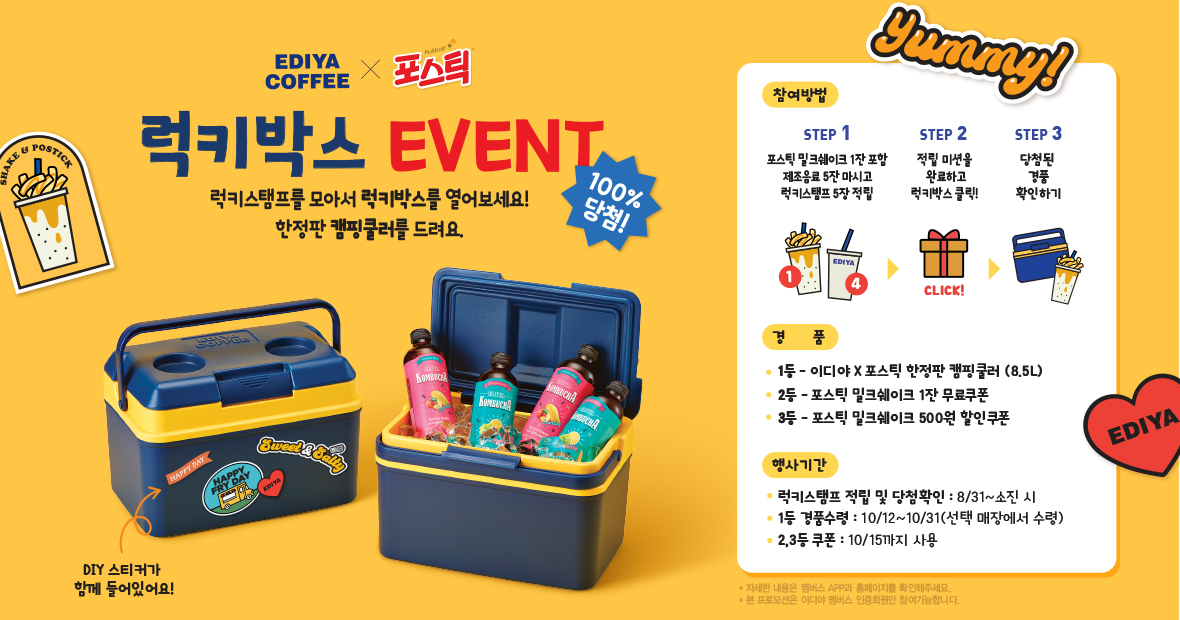 EDIYA
COFFEE
포스틱
럭키박스 EVENT
럭키스탬프를 모아서 럭키박스를 열어보세요!
한정판 캠핑쿨러를 드려요.
100%
당첨!
SHAKE & POSTICK
EDIYA
COFFEE
KOMBUCHA
KOMBUCHA
KOMBUCHA
KOMBUCHA
Sweet & Salty
HAPPY DAY
HAPPY
FRY DAY
EDIYA
DIY 스티커가
함께 들어있어요!
Yummy!
참여방법
STEP 1
포스틱 밀크쉐이크 1잔 포함
제조음료 5잔 마시고
럭키스탬프 5장 적립
STEP 2
적립 미션을
완료하고
럭키박스 클릭!
STEP 3
당첨된
경품
확인하기
1
EDIYA
4
CLICK!
경 품
• 1등 - 이디야 X 포스틱 한정판 캠핑쿨러 (8.5L)
• 2등 - 포스틱 밀크쉐이크 1잔 무료쿠폰
• 3등 - 포스틱 밀크쉐이크 500원 할인쿠폰
EDIYA
행사기간
• 럭키스탬프 적립 및 당첨확인 : 8/31~소진 시
• 1등 경품수령 : 10/12~10/31(선택 매장에서 수령)
• 2,3등 쿠폰 : 10/15까지 사용
• 자세한 내용은 멤버스 APP과 홈페이지를 확인해주세요.
• 본 프로모션은 이디야 멤버스 인증회원만 참여가능합니다.